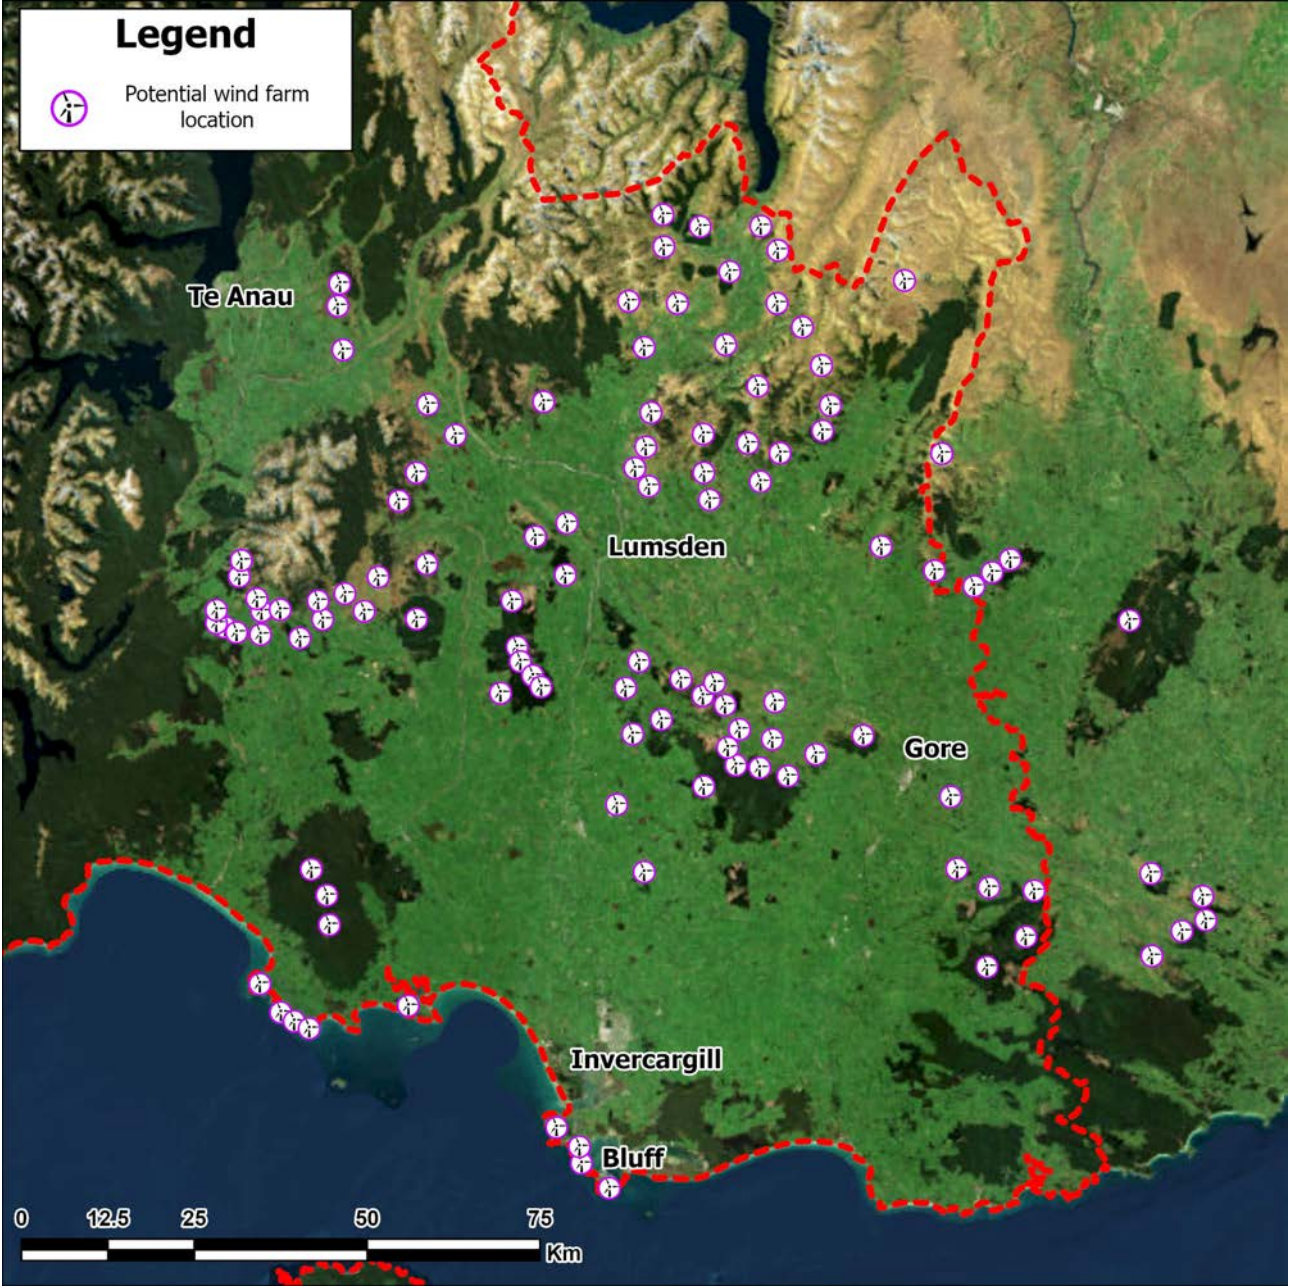 Legend
Potential wind farm
location
Te Anau
Lumsden
Gore
Invercargill
Bluff
0 12.5 25 50 75
Km